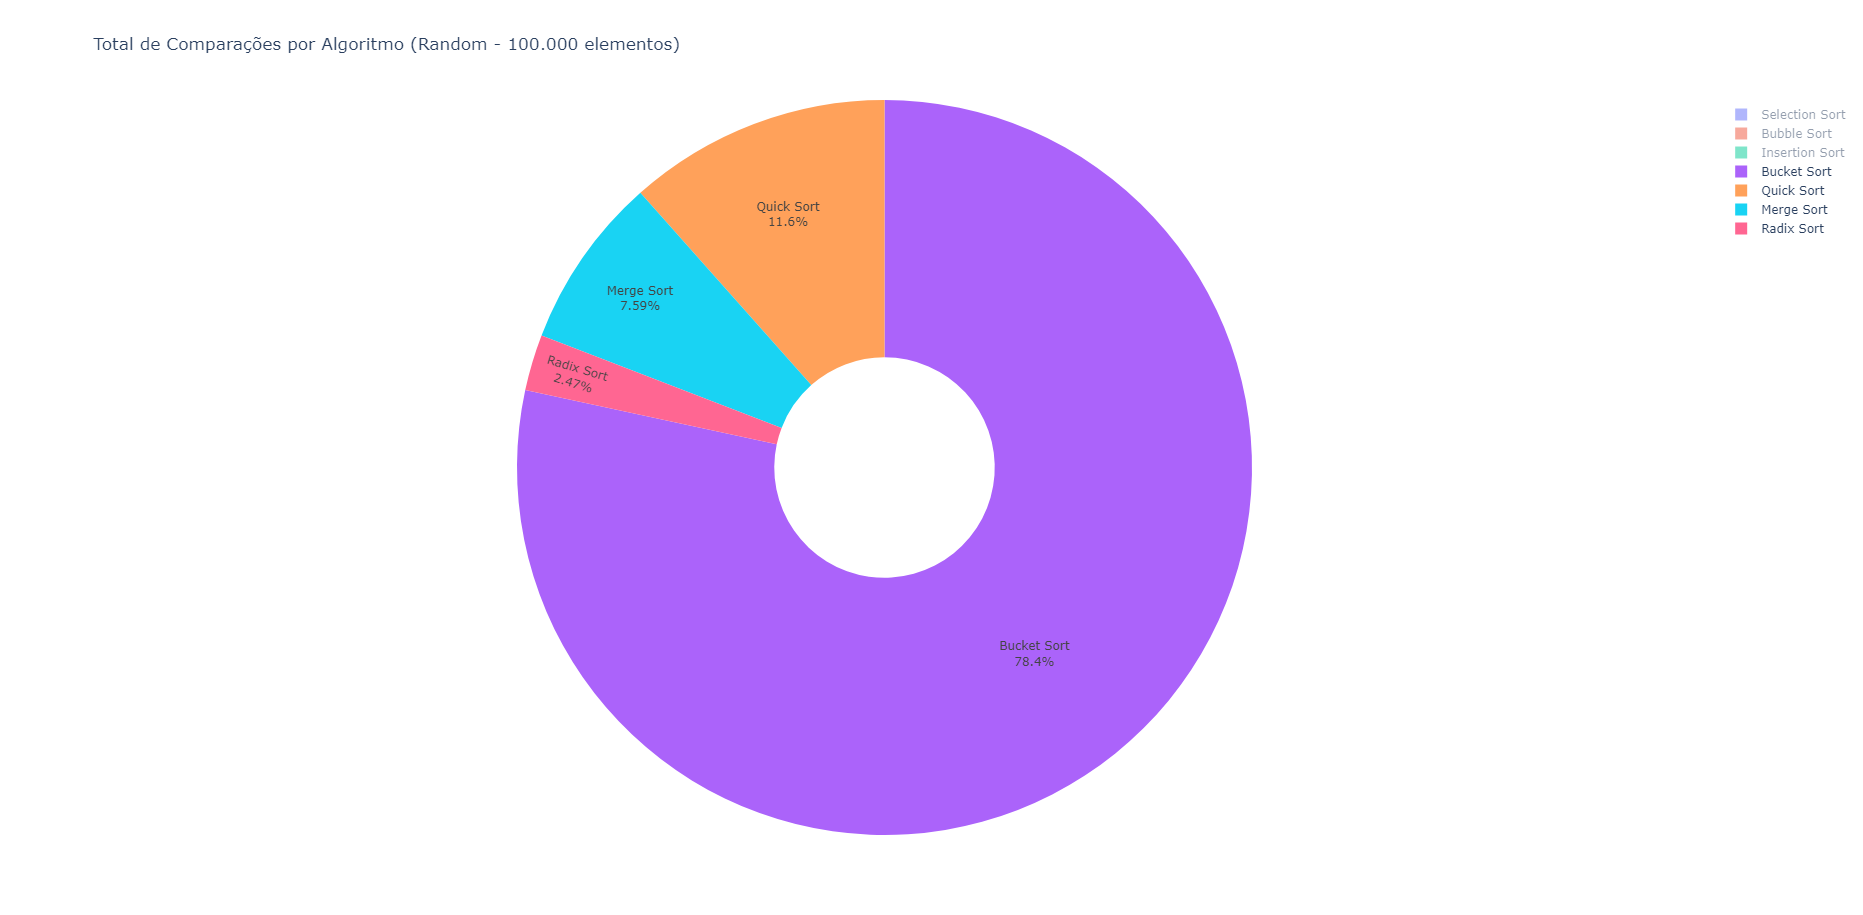 Total de Comparações por Algoritmo (Random - 100.000 elementos)
Selection Sort
Bubble Sort
Insertion Sort
Bucket Sort
Quick Sort
Merge Sort
Radix Sort
Quick Sort
11.6%
Merge Sort
7.59%
Radix Sort
2.47%
Bucket Sort
78.4%